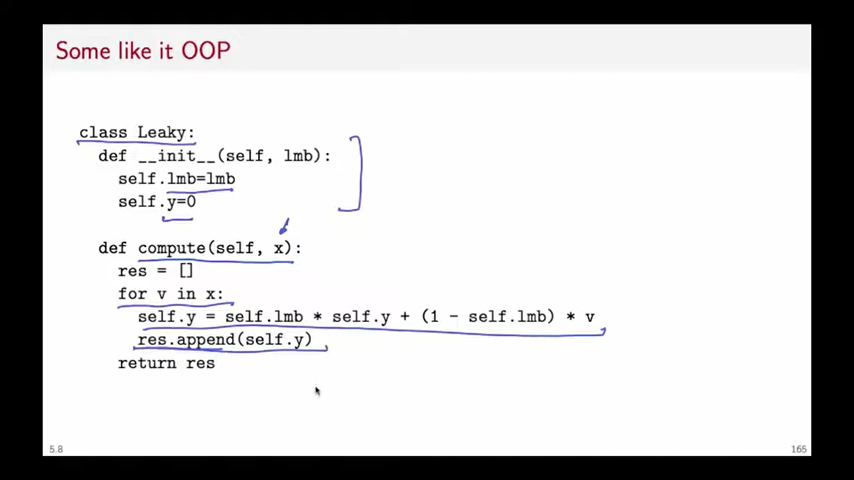 Some like it OOP
class Leaky:
def __init__(self, lmb):
self.lmb=lmb
self.y=0
def compute(self, x):
res = []
for v in x:
self.y = self.lmb * self.y + (1 - self.lmb) * v
res.append(self.y)
return res
5.8
165